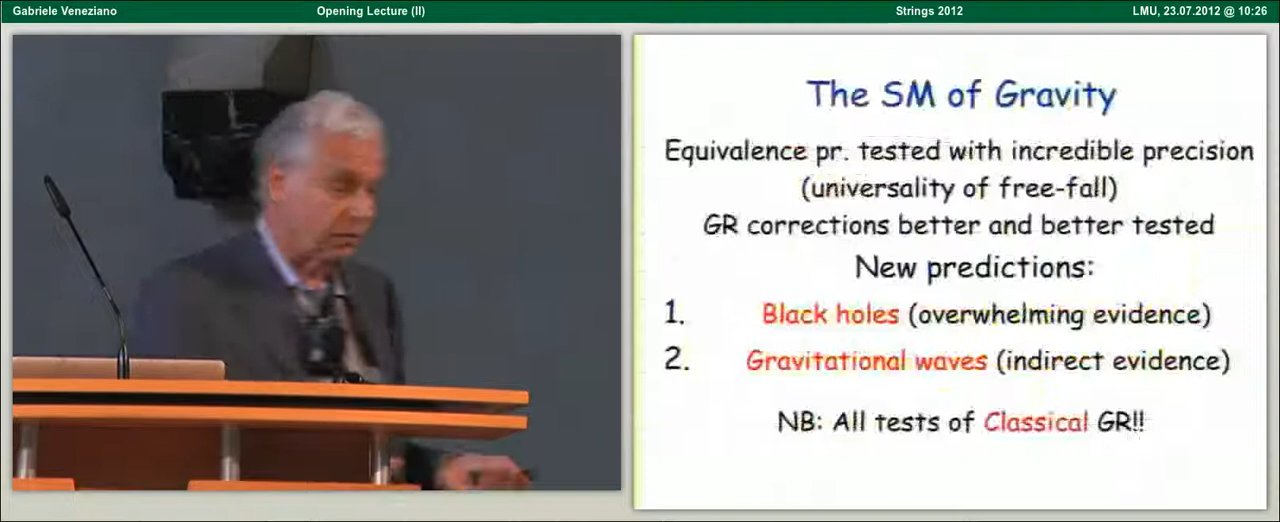 Gabriele Veneziano
Opening Lecture (II)
Strings 2012
LMU, 23.07.2012 @ 10:26
The SM of Gravity
Equivalence pr. tested with incredible precision
(universality of free-fall)
GR corrections better and better tested
New predictions:
1. Black holes (overwhelming evidence)
2. Gravitational waves (indirect evidence)
NB: All tests of Classical GR!!